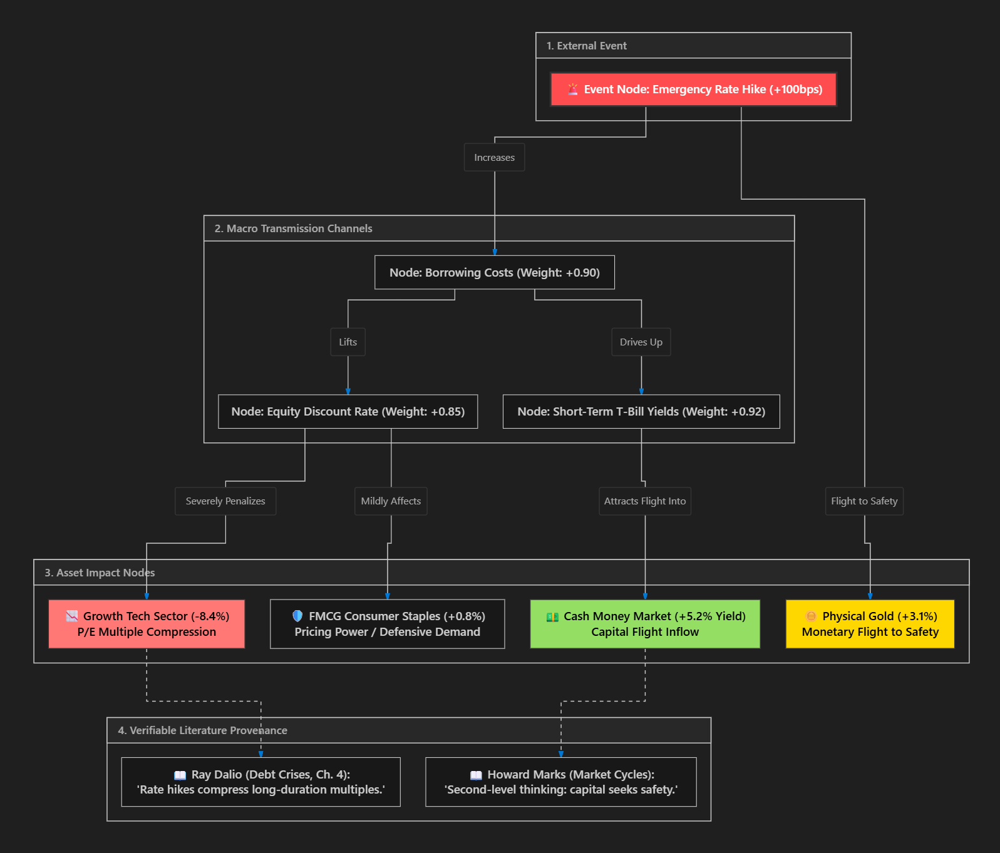 1. External Event
🚨 Event Node: Emergency Rate Hike (+100bps)
Increases
2. Macro Transmission Channels
Node: Borrowing Costs (Weight: +0.90)
Lifts
Drives Up
Node: Equity Discount Rate (Weight: +0.85)
Node: Short-Term T-Bill Yields (Weight: +0.92)
Severely Penalizes
Mildly Affects
Attracts Flight Into
Flight to Safety
3. Asset Impact Nodes
📉 Growth Tech Sector (-8.4%)
P/E Multiple Compression
🛡️ FMCG Consumer Staples (+0.8%)
Pricing Power / Defensive Demand
💵 Cash Money Market (+5.2% Yield)
Capital Flight Inflow
🪙 Physical Gold (+3.1%)
Monetary Flight to Safety
4. Verifiable Literature Provenance
📖 Ray Dalio (Debt Crises, Ch. 4):
'Rate hikes compress long-duration multiples.'
📖 Howard Marks (Market Cycles):
'Second-level thinking: capital seeks safety.'